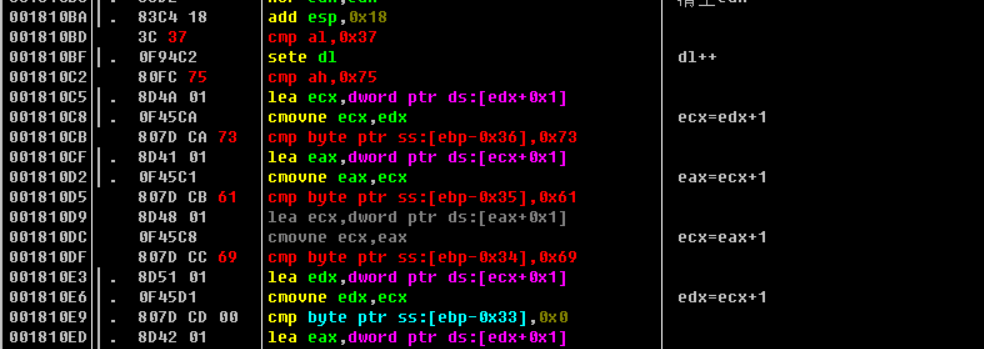 001810BA . 83C4 18 add esp,0x18
001810BD . 3C 37 cmp al,0x37
001810BF . 0F94C2 sete dl dl++
001810C2 . 80FC 75 cmp ah,0x75
001810C5 . 8D4A 01 lea ecx,dword ptr ds:[edx+0x1]
001810C8 . 0F45CA cmovne ecx,edx ecx=edx+1
001810CB . 807D CA 73 cmp byte ptr ss:[ebp-0x36],0x73
001810CF . 8D41 01 lea eax,dword ptr ds:[ecx+0x1]
001810D2 . 0F45C1 cmovne eax,ecx eax=ecx+1
001810D5 . 807D CB 61 cmp byte ptr ss:[ebp-0x35],0x61
001810D9 . 8D48 01 lea ecx,dword ptr ds:[eax+0x1]
001810DC . 0F45C8 cmovne ecx,eax ecx=eax+1
001810DF . 807D CC 69 cmp byte ptr ss:[ebp-0x34],0x69
001810E3 . 8D51 01 lea edx,dword ptr ds:[ecx+0x1]
001810E6 . 0F45D1 cmovne edx,ecx edx=ecx+1
001810E9 . 807D CD 00 cmp byte ptr ss:[ebp-0x33],0x0
001810ED . 8D42 01 lea eax,dword ptr ds:[edx+0x1]